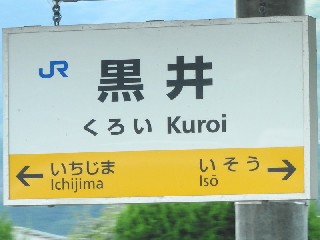 JR 黒井
くろい Kuroi
← いちじま いそう →
Ichijima Isō